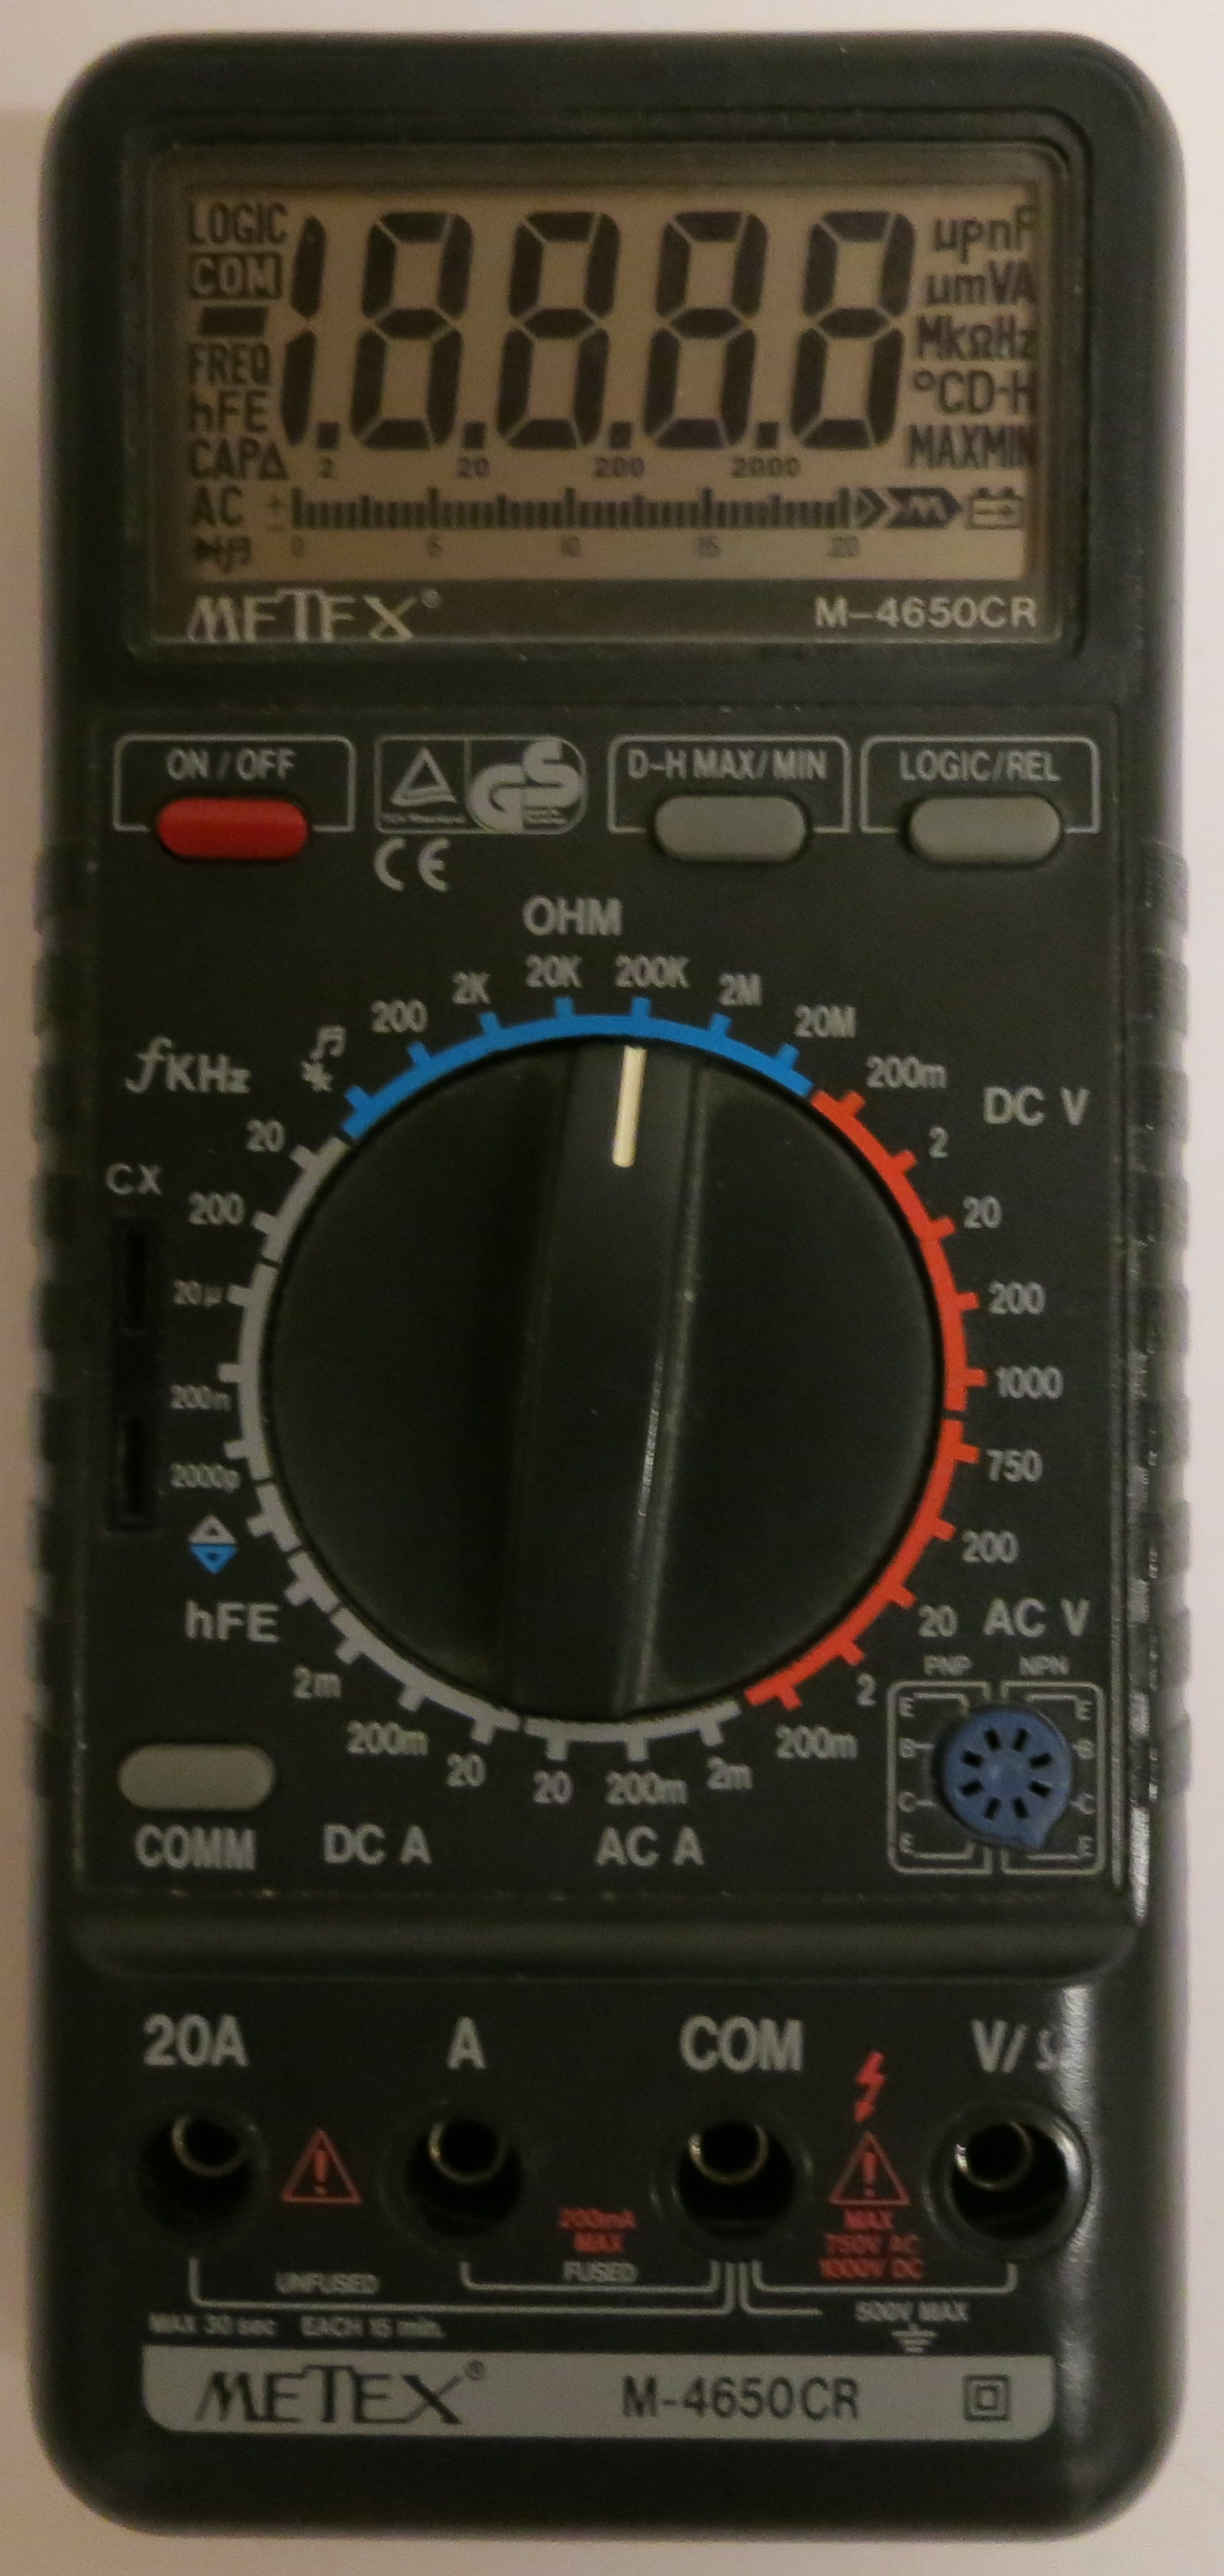 LOGIC
COM
FREQ
hFE
CAPΔ
AC
1.8.8.8.8
µpnF
µmVA
MkΩHz
°CD-H
MAXMIN
2 20 200 2000
0 5 10 15 20
METEX® M-4650CR
ON/OFF
GS
D-H MAX/MIN
LOGIC/REL
CE
OHM
200 2K 20K 200K 2M 20M
fKHz
20
200
CX
20µ
200n
2000p
hFE
200m DC V
2
20
200
1000
750
200
20 AC V
2
200m
2m
200m
20
20
200m
2m
COMM
DC A
AC A
PNP NPN
E E
B B
C C
E E
20A A COM V/Ω
200mA
MAX
FUSED
MAX
750V AC
1000V DC
UNFUSED
MAX 30 sec EACH 15 min.
500V MAX
METEX® M-4650CR